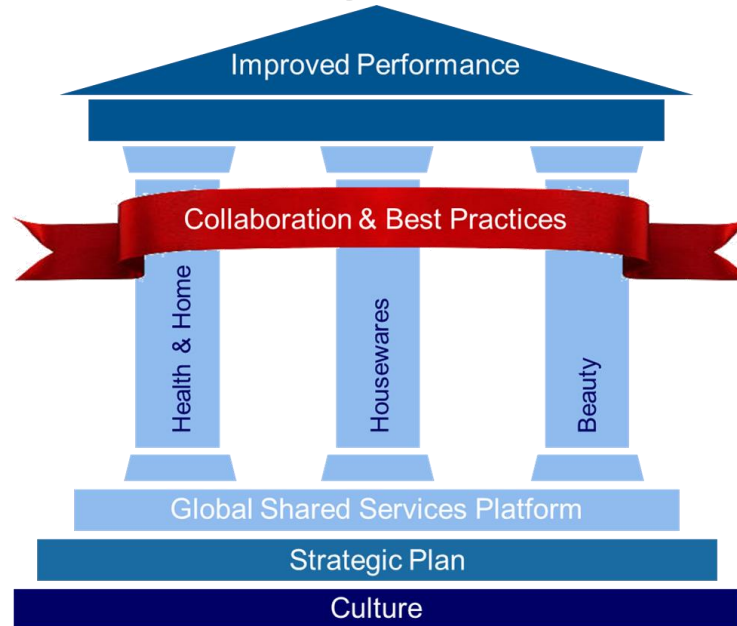 Improved Performance
Collaboration & Best Practices
Health & Home
Housewares
Beauty
Global Shared Services Platform
Strategic Plan
Culture